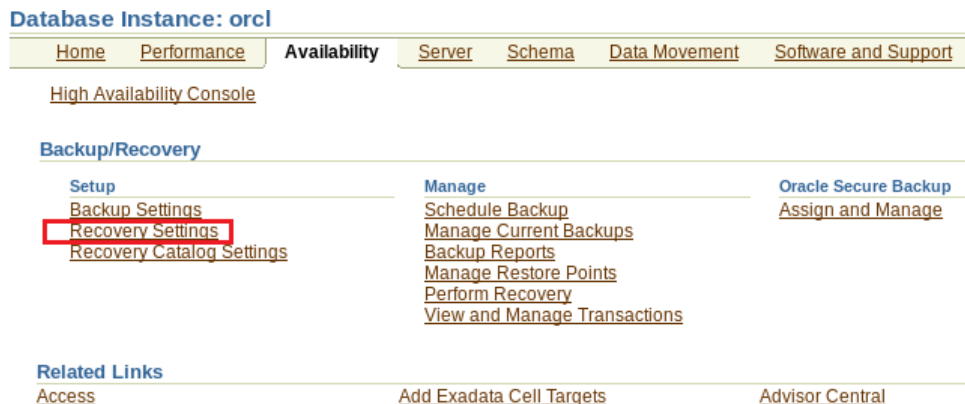 Database Instance: orcl
Home Performance Availability Server Schema Data Movement Software and Support
High Availability Console
Backup/Recovery
Setup Manage Oracle Secure Backup
Backup Settings Schedule Backup Assign and Manage
Recovery Settings Manage Current Backups
Recovery Catalog Settings Backup Reports
Manage Restore Points
Perform Recovery
View and Manage Transactions
Related Links
Access Add Exadata Cell Targets Advisor Central